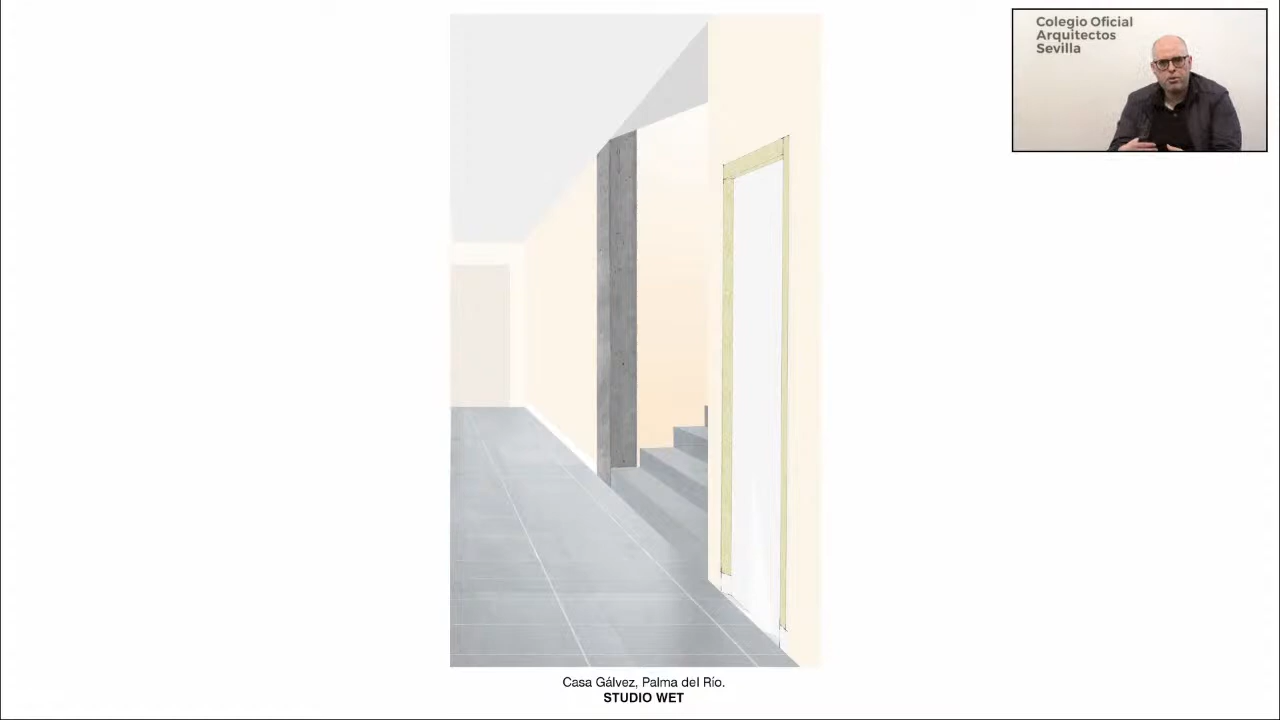 Colegio Oficial
Arquitectos
Sevilla
Casa Gálvez, Palma del Río.
STUDIO WET